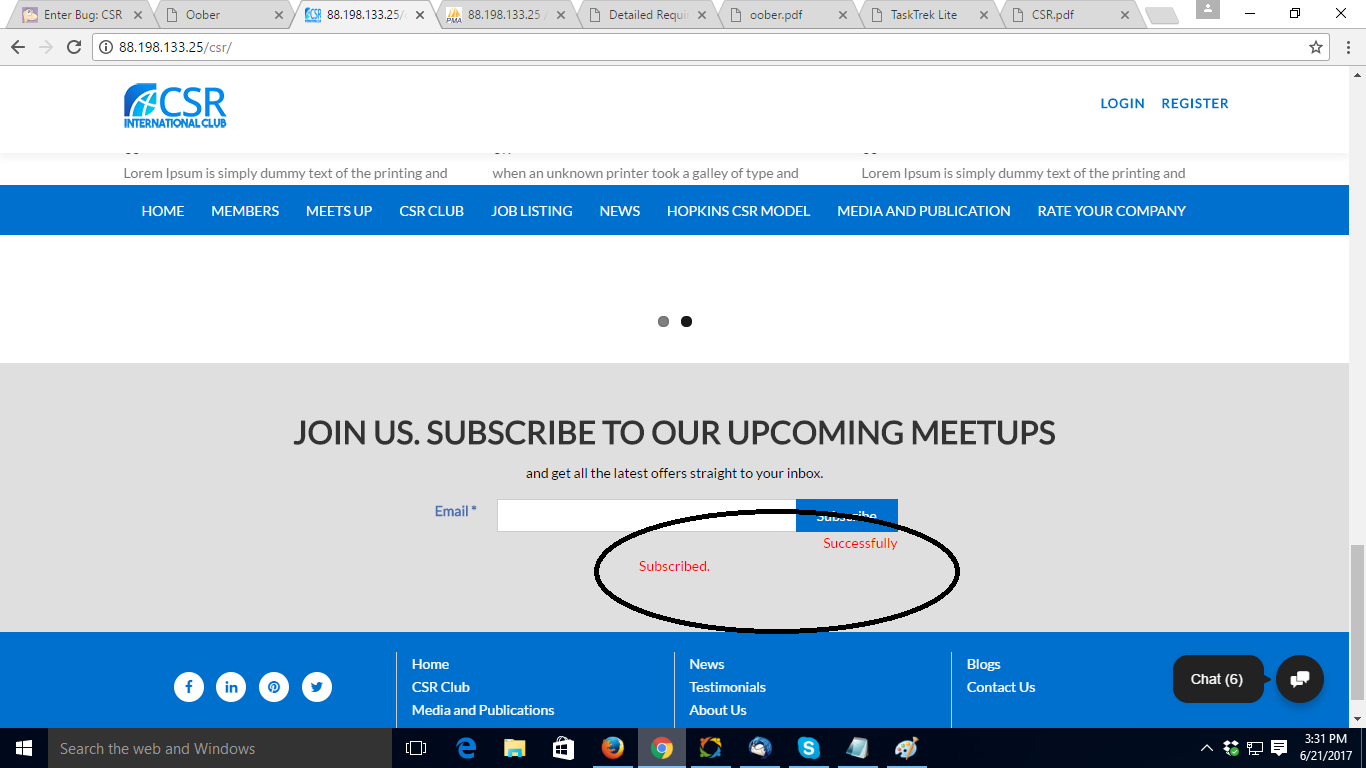 Enter Bug: CSR
Oober
88.198.133.25/
88.198.133.25 /
Detailed Requi
oober.pdf
TaskTrek Lite
CSR.pdf
88.198.133.25/csr/
CSR
INTERNATIONAL CLUB
LOGIN REGISTER
Lorem Ipsum is simply dummy text of the printing and
when an unknown printer took a galley of type and
Lorem Ipsum is simply dummy text of the printing and
HOME MEMBERS MEETS UP CSR CLUB JOB LISTING NEWS HOPKINS CSR MODEL MEDIA AND PUBLICATION RATE YOUR COMPANY
JOIN US. SUBSCRIBE TO OUR UPCOMING MEETUPS
and get all the latest offers straight to your inbox.
Email *
Subscribe
Successfully
Subscribed.
Home
CSR Club
Media and Publications
News
Testimonials
About Us
Blogs
Contact Us
Chat (6)
Search the web and Windows
3:31 PM
6/21/2017